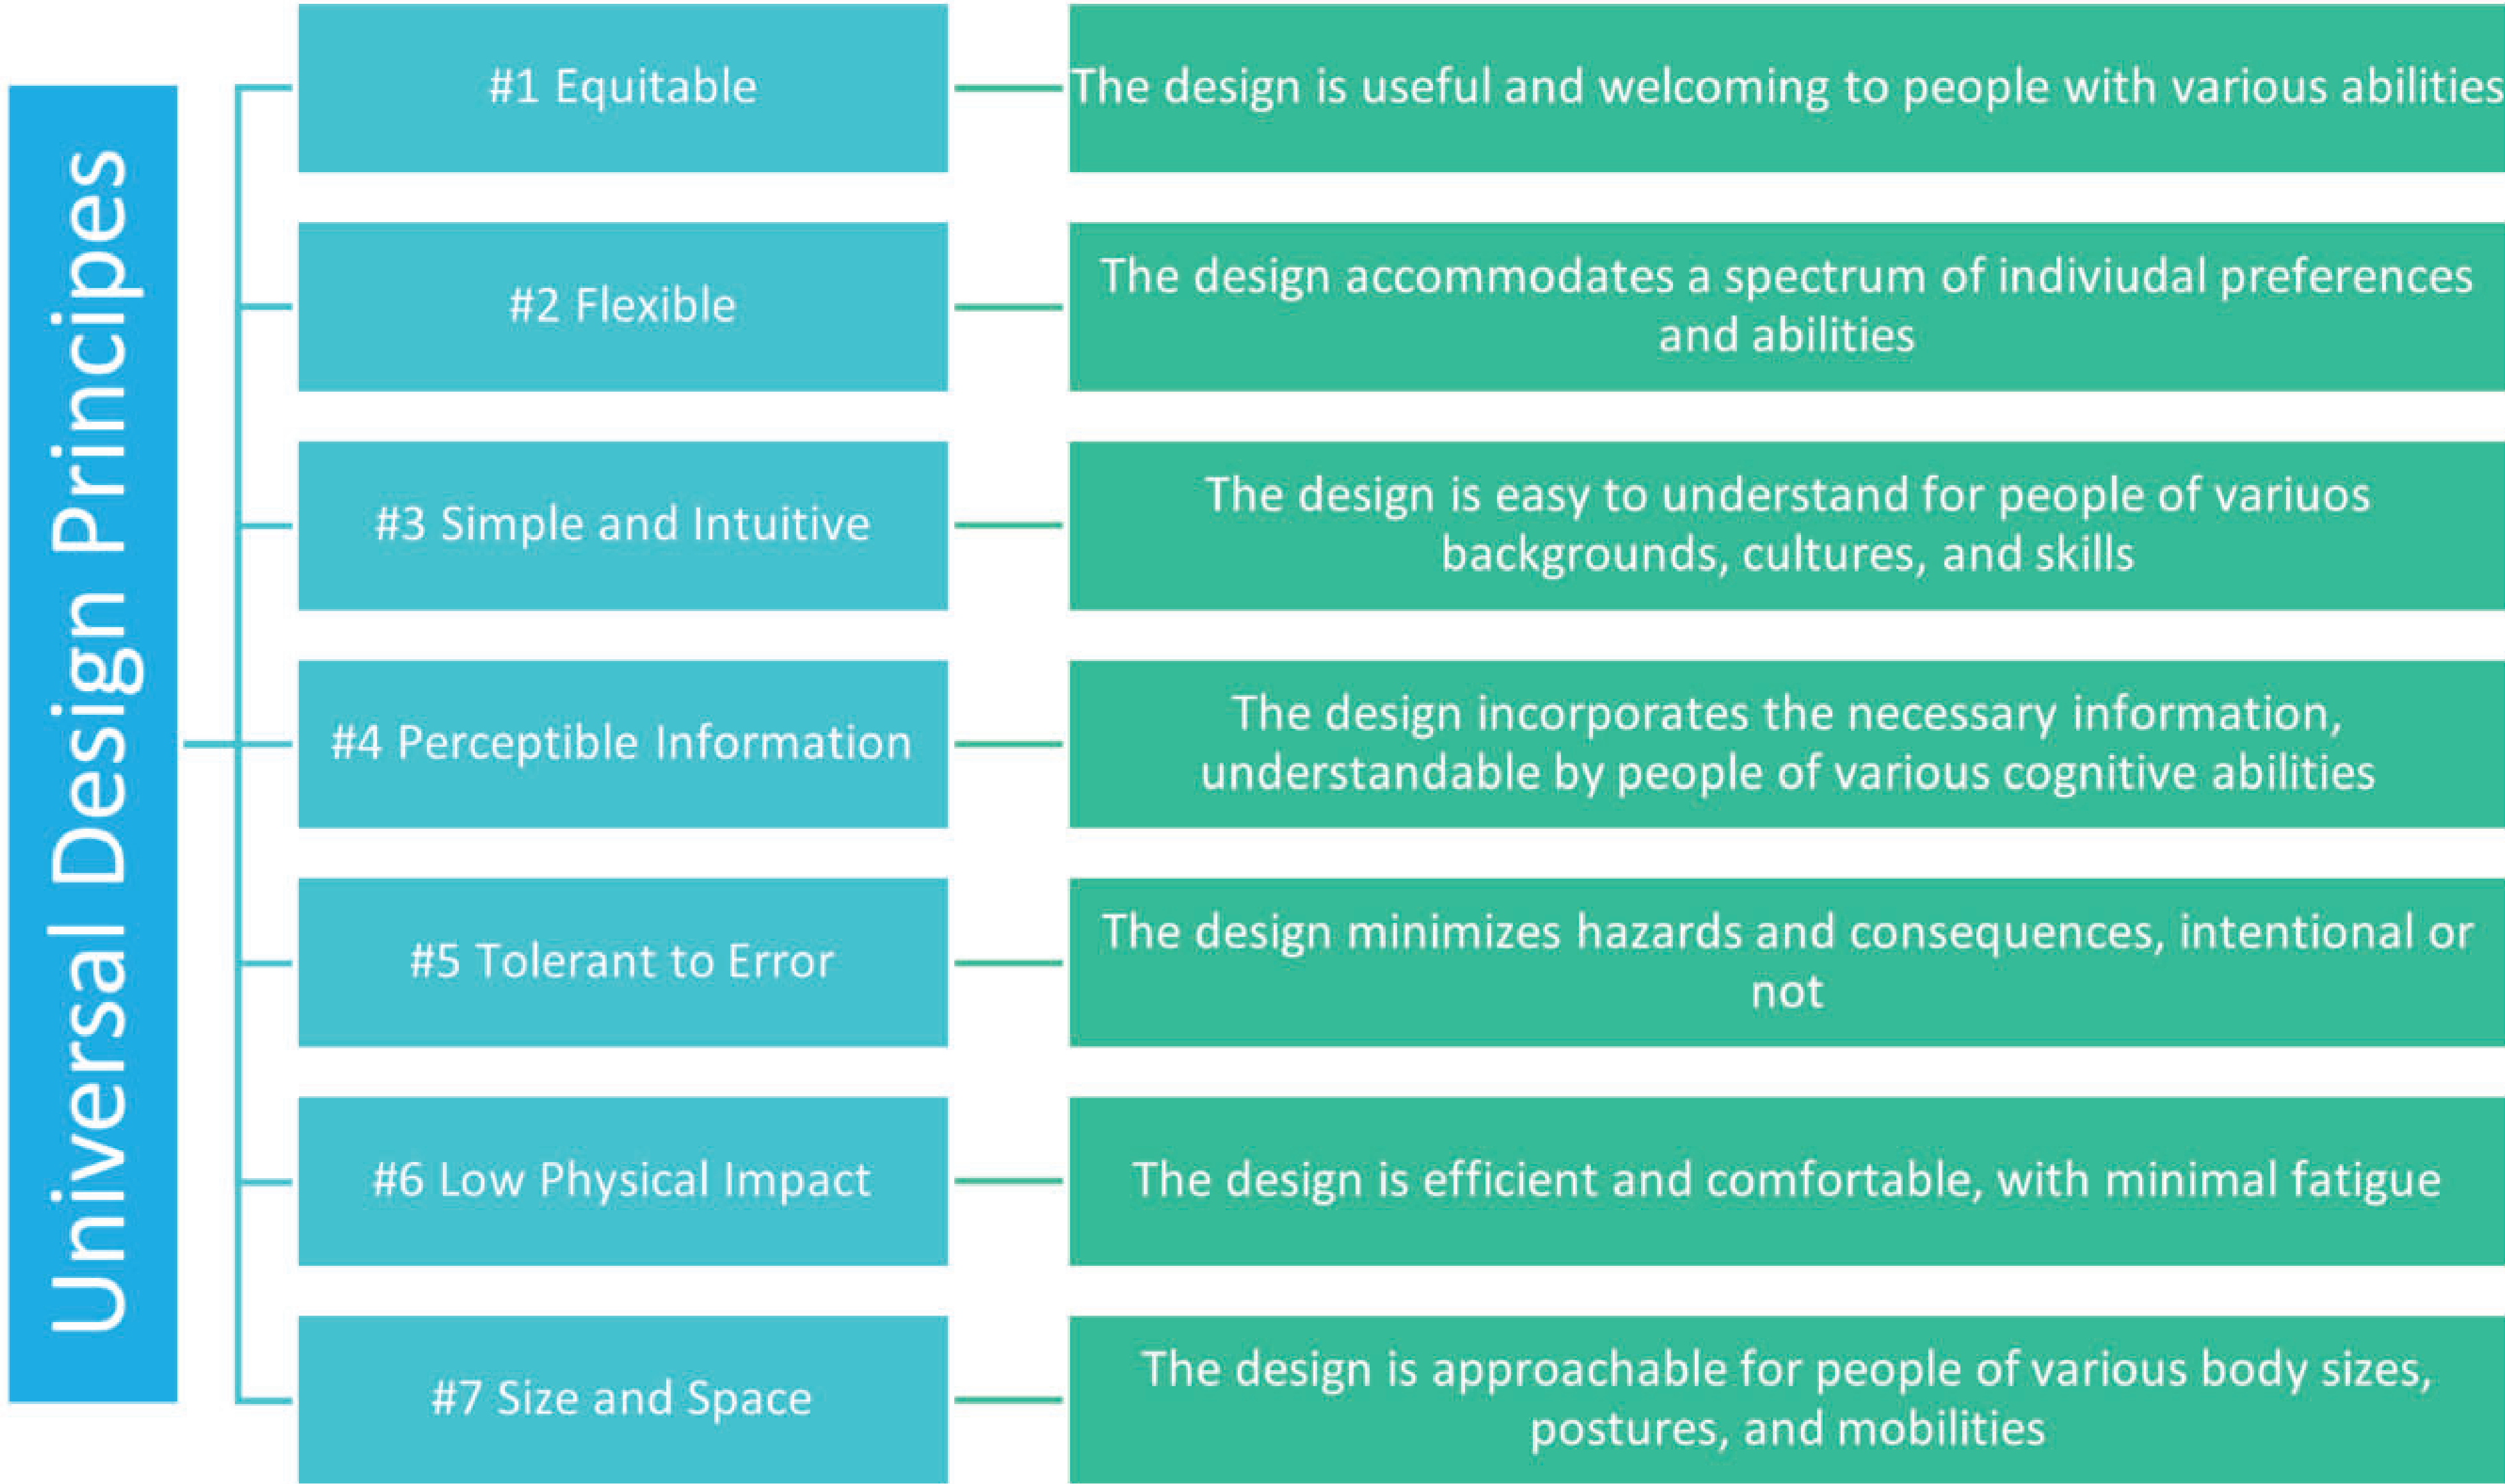 Universal Design Principes
#1 Equitable
The design is useful and welcoming to people with various abilities
#2 Flexible
The design accommodates a spectrum of indiviudal preferences
and abilities
#3 Simple and Intuitive
The design is easy to understand for people of variuos
backgrounds, cultures, and skills
#4 Perceptible Information
The design incorporates the necessary information,
understandable by people of various cognitive abilities
#5 Tolerant to Error
The design minimizes hazards and consequences, intentional or
not
#6 Low Physical Impact
The design is efficient and comfortable, with minimal fatigue
#7 Size and Space
The design is approachable for people of various body sizes,
postures, and mobilities